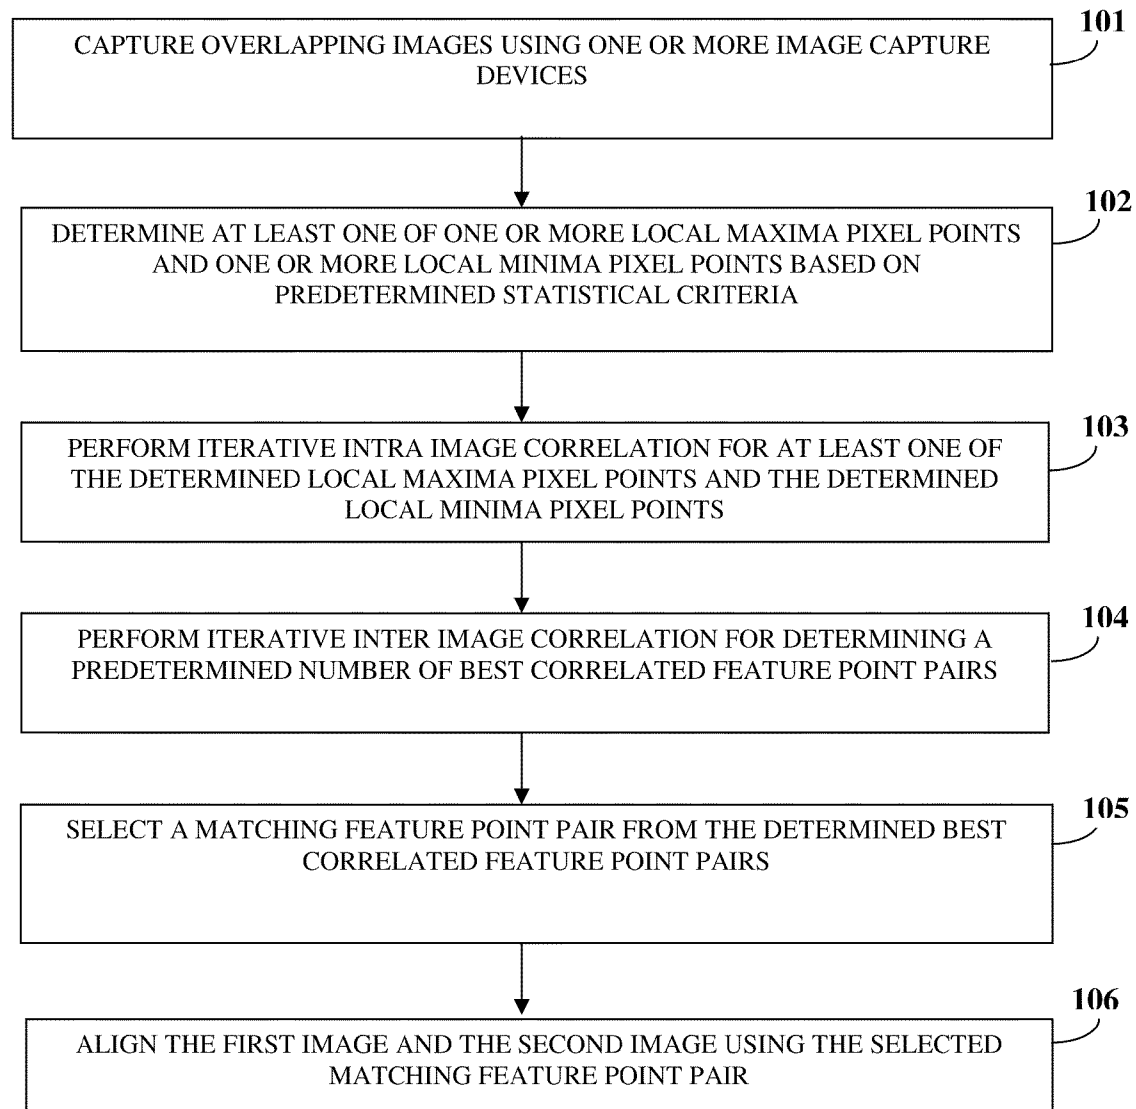 101
CAPTURE OVERLAPPING IMAGES USING ONE OR MORE IMAGE CAPTURE
DEVICES
102
DETERMINE AT LEAST ONE OF ONE OR MORE LOCAL MAXIMA PIXEL POINTS
AND ONE OR MORE LOCAL MINIMA PIXEL POINTS BASED ON
PREDETERMINED STATISTICAL CRITERIA
103
PERFORM ITERATIVE INTRA IMAGE CORRELATION FOR AT LEAST ONE OF
THE DETERMINED LOCAL MAXIMA PIXEL POINTS AND THE DETERMINED
LOCAL MINIMA PIXEL POINTS
104
PERFORM ITERATIVE INTER IMAGE CORRELATION FOR DETERMINING A
PREDETERMINED NUMBER OF BEST CORRELATED FEATURE POINT PAIRS
105
SELECT A MATCHING FEATURE POINT PAIR FROM THE DETERMINED BEST
CORRELATED FEATURE POINT PAIRS
106
ALIGN THE FIRST IMAGE AND THE SECOND IMAGE USING THE SELECTED
MATCHING FEATURE POINT PAIR